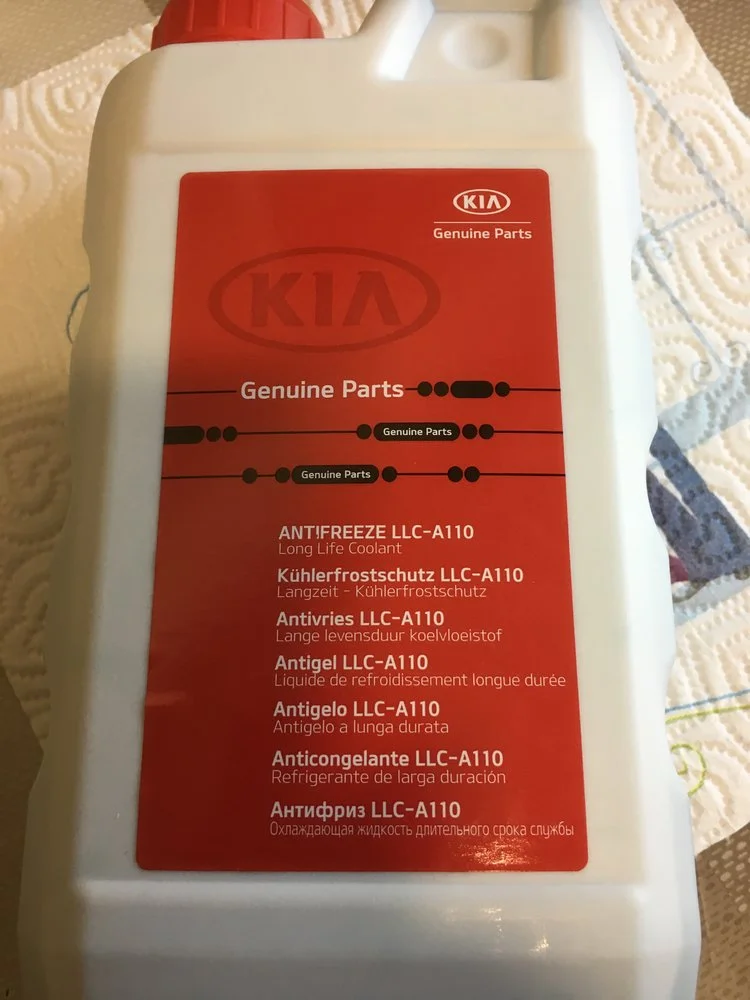 KIA
Genuine Parts
KIA
Genuine Parts
Genuine Parts
Genuine Parts
ANTIFREEZE LLC-A110
Long Life Coolant
Kühlerfrostschutz LLC-A110
Langzeit - Kühlerfrostschutz
Antivries LLC-A110
Lange levensduur koelvloeistof
Antigel LLC-A110
Liquide de refroidissement longue durée
Antigelo LLC-A110
Antigelo a lunga durata
Anticongelante LLC-A110
Refrigerante de larga duración
Антифриз LLC-A110
Охлаждающая жидкость длительного срока службы